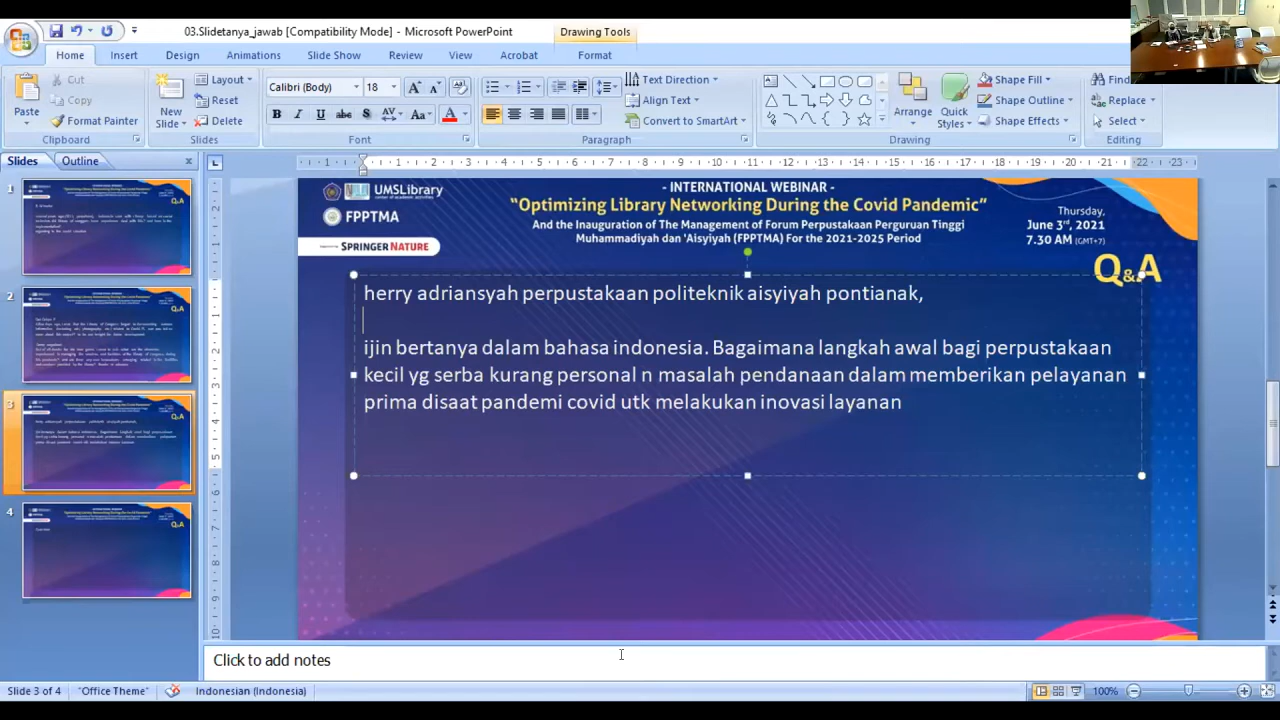 03.Slidetanya_jawab [Compatibility Mode] - Microsoft PowerPoint
Drawing Tools
Home Insert Design Animations Slide Show Review View Acrobat Format
Paste
Cut
Copy
Format Painter
Clipboard
New Slide
Layout
Reset
Delete
Slides
Calibri (Body) 18
Font
Paragraph
Text Direction
Align Text
Convert to SmartArt
Arrange
Quick Styles
Shape Fill
Shape Outline
Shape Effects
Drawing
Replace
Select
Editing
Slides Outline
1
2
3
4
UMSLibrary
FPPTMA
SPRINGER NATURE
- INTERNATIONAL WEBINAR -
“Optimizing Library Networking During the Covid Pandemic”
And the Inauguration of The Management of Forum Perpustakaan Perguruan Tinggi
Muhammadiyah dan 'Aisyiyah (FPPTMA) For the 2021-2025 Period
Thursday,
June 3rd, 2021
7.30 AM (GMT+7)
Q&A
herry adriansyah perpustakaan politeknik aisyiyah pontianak,
ijin bertanya dalam bahasa indonesia. Bagamana langkah awal bagi perpustakaan
kecil yg serba kurang personal n masalah pendanaan dalam memberikan pelayanan
prima disaat pandemi covid utk melakukan inovasi layanan
Click to add notes
Slide 3 of 4 "Office Theme" Indonesian (Indonesia) 100%